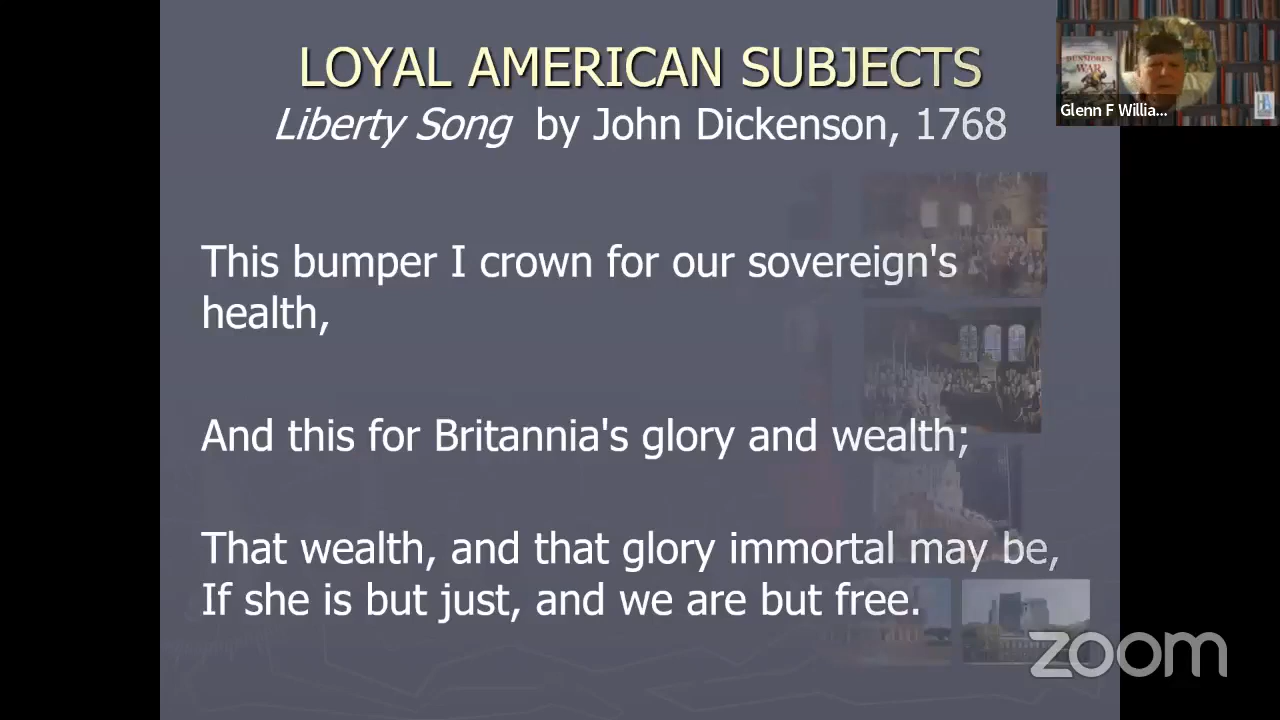 LOYAL AMERICAN SUBJECTS
Liberty Song by John Dickenson, 1768
This bumper I crown for our sovereign's
health,
And this for Britannia's glory and wealth;
That wealth, and that glory immortal may be,
If she is but just, and we are but free.
DUNMORE'S
WAR
Glenn F Willia...
zoom